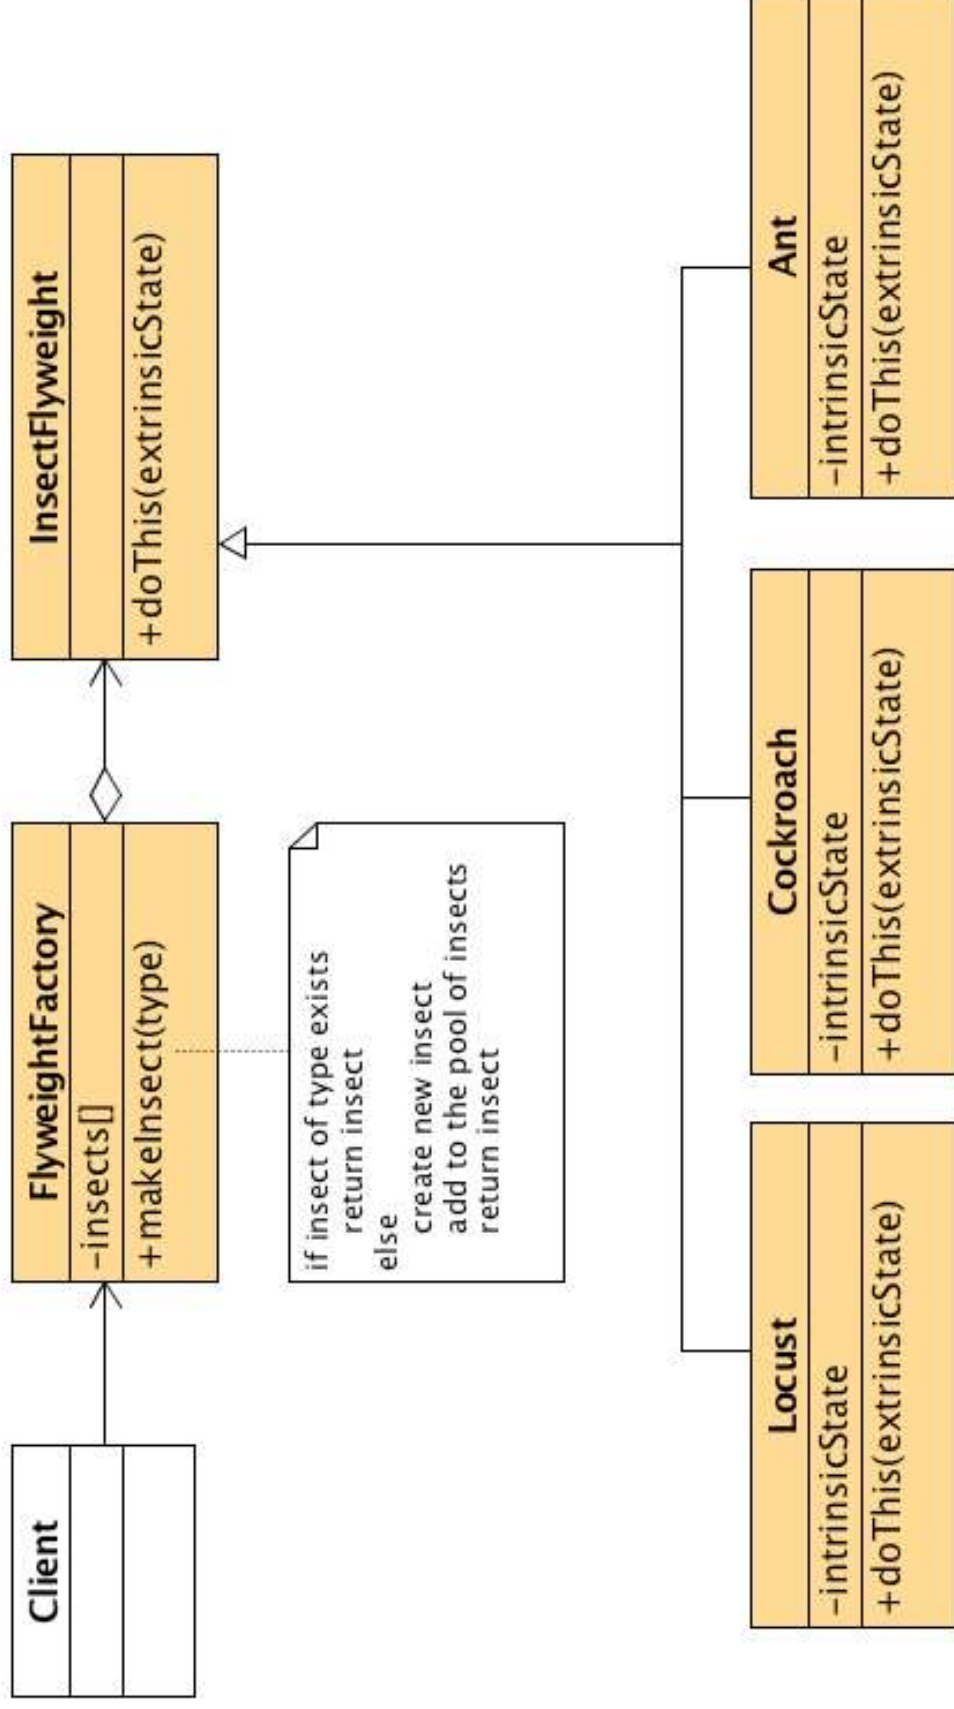 Client
FlyweightFactory
-insects[]
+makeInsect(type)
InsectFlyweight
+doThis(extrinsicState)
if insect of type exists
return insect
else
create new insect
add to the pool of insects
return insect
Locust
-intrinsicState
+doThis(extrinsicState)
Cockroach
-intrinsicState
+doThis(extrinsicState)
Ant
-intrinsicState
+doThis(extrinsicState)